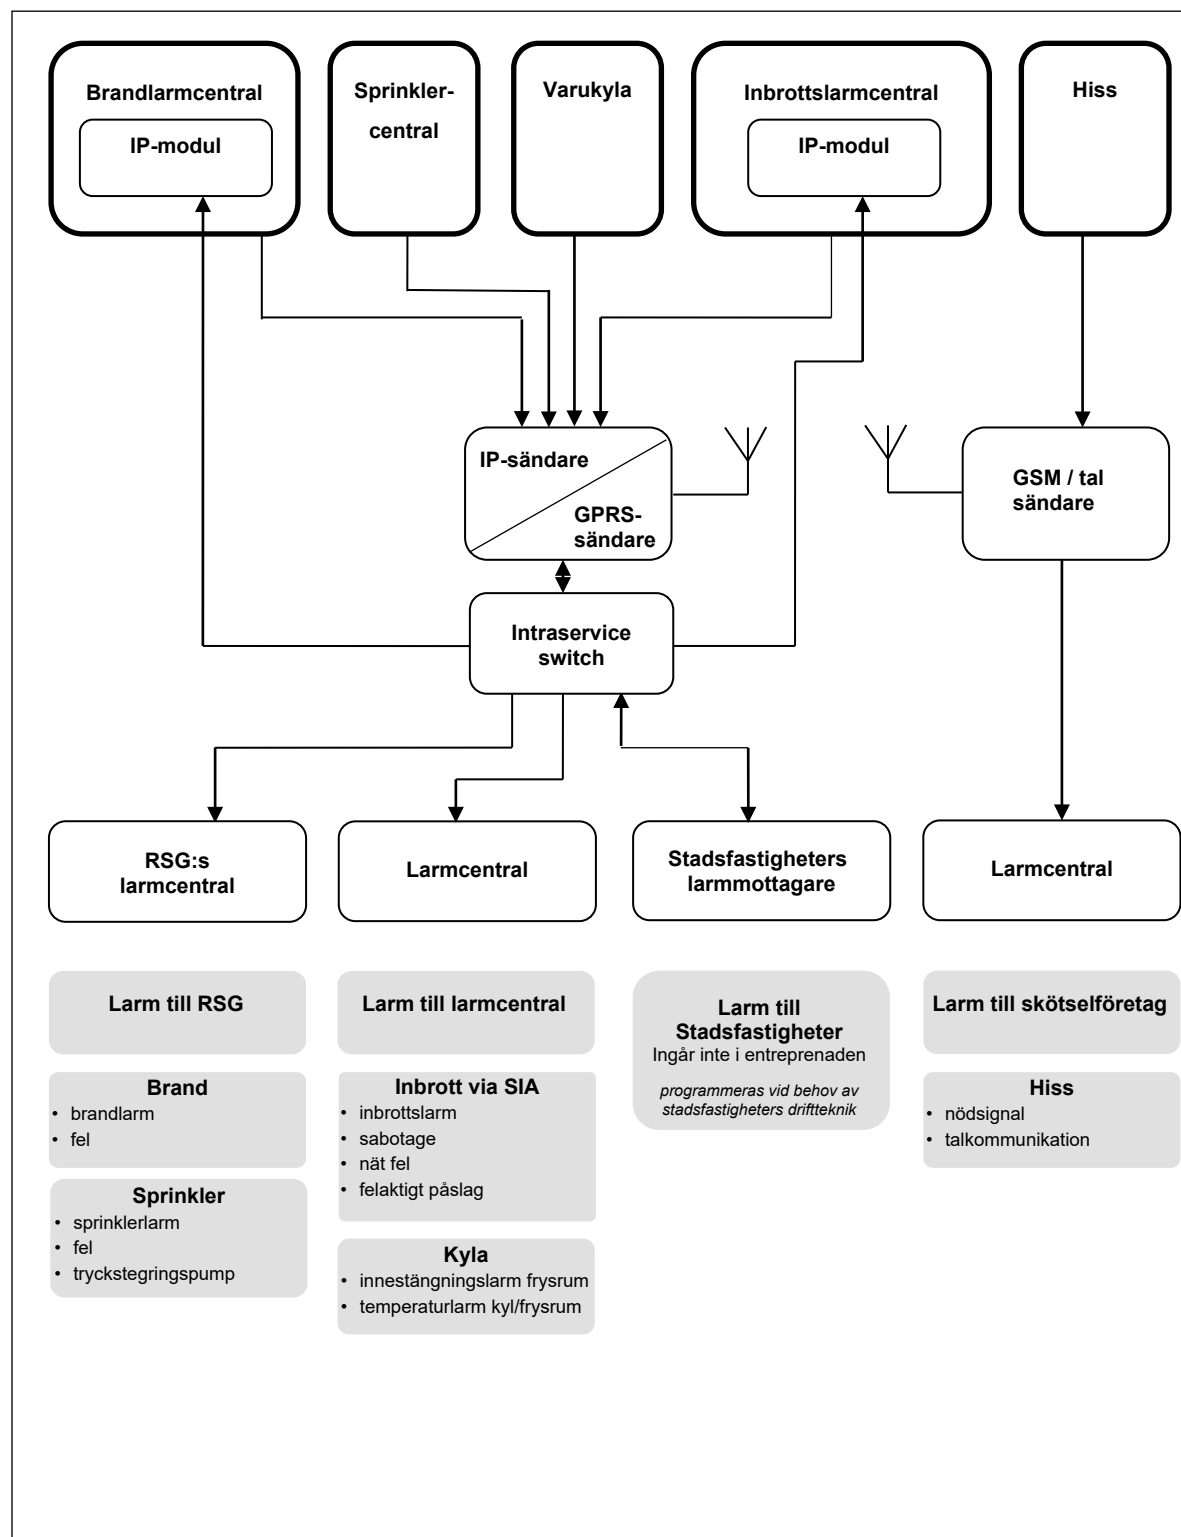 Brandlarmcentral
IP-modul
Sprinkler-
central
Varukyla
Inbrottslarmcentral
IP-modul
Hiss
IP-sändare
GPRS-
sändare
GSM / tal
sändare
Intraservice
switch
RSG:s
larmcentral
Larmcentral
Stadsfastigheters
larmmottagare
Larmcentral
Larm till RSG
Brand
• brandlarm
• fel
Sprinkler
• sprinklerlarm
• fel
• tryckstegringspump
Larm till larmcentral
Inbrott via SIA
• inbrottslarm
• sabotage
• nät fel
• felaktigt påslag
Kyla
• innestängningslarm frysrum
• temperaturlarm kyl/frysrum
Larm till
Stadsfastigheter
Ingår inte i entreprenaden
programmeras vid behov av
stadsfastigheters driftteknik
Larm till skötselföretag
Hiss
• nödsignal
• talkommunikation